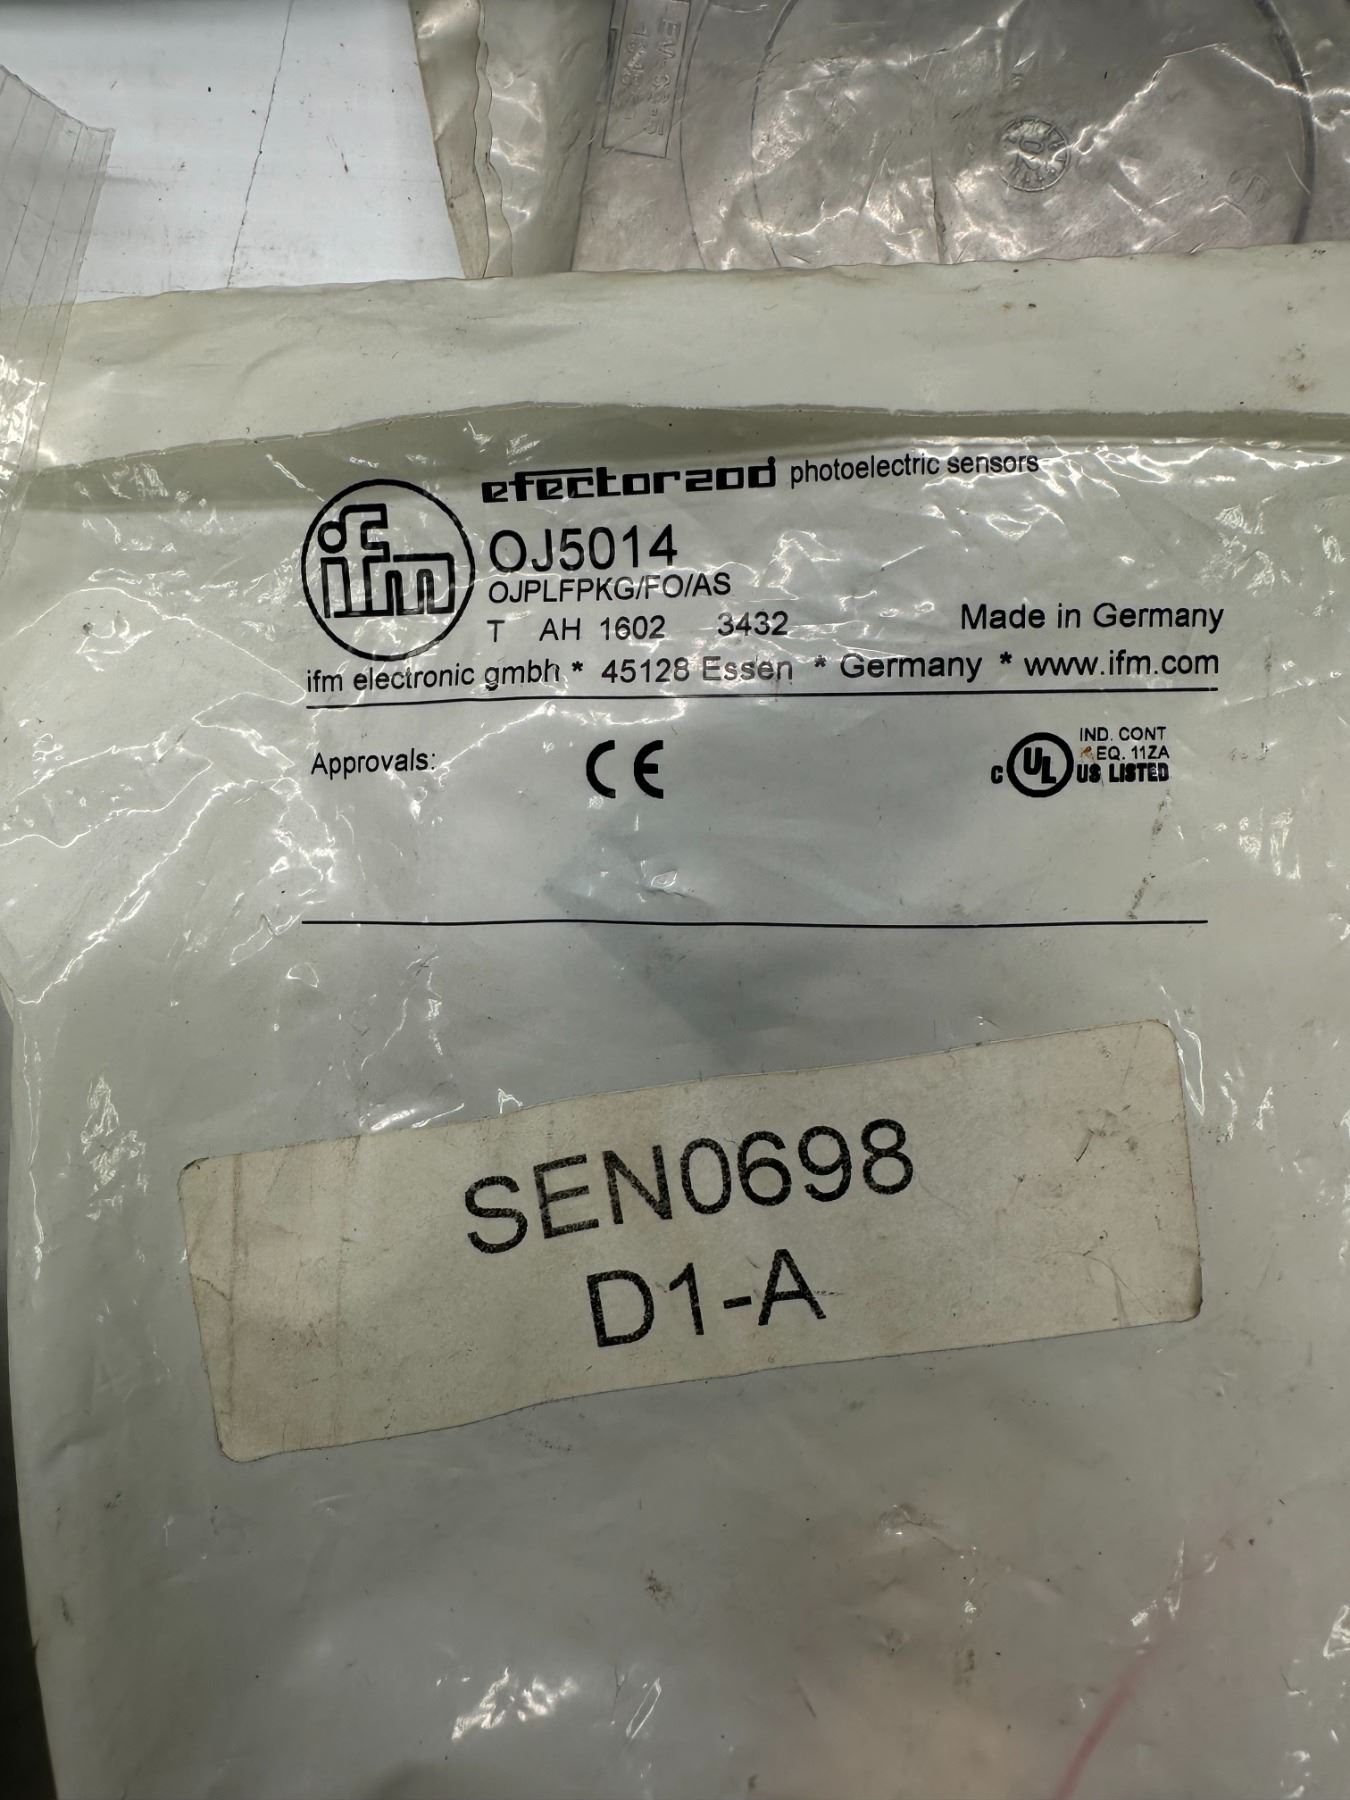 efector200 photoelectric sensors
ifm
OJ5014
OJPLFPKG/FO/AS
T AH 1602 3432 Made in Germany
ifm electronic gmbh * 45128 Essen * Germany * www.ifm.com
Approvals: CE
IND. CONT
EQ. 11ZA
C UL US LISTED
SEN0698
D1-A